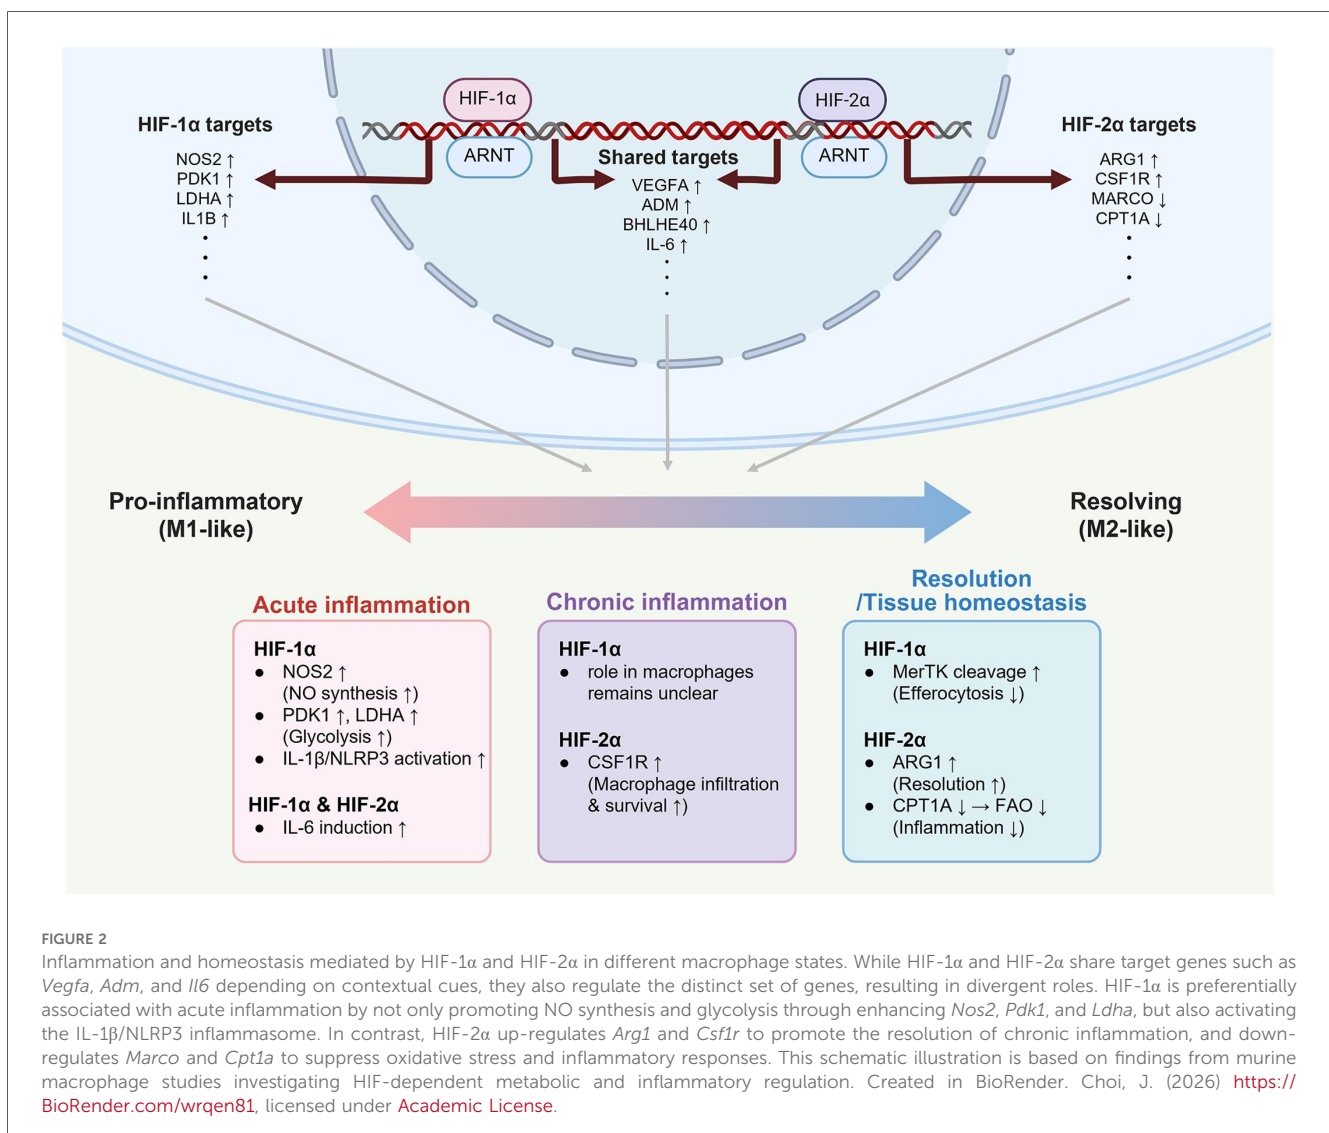 HIF-1α
HIF-2α
ARNT
ARNT
HIF-1α targets
NOS2 ↑
PDK1 ↑
LDHA ↑
IL1B ↑
Shared targets
VEGFA ↑
ADM ↑
BHLHE40 ↑
IL-6 ↑
HIF-2α targets
ARG1 ↑
CSF1R ↑
MARCO ↓
CPT1A ↓
Pro-inflammatory
(M1-like)
Resolving
(M2-like)
Acute inflammation
HIF-1α
● NOS2 ↑
(NO synthesis ↑)
● PDK1 ↑, LDHA ↑
(Glycolysis ↑)
● IL-1β/NLRP3 activation ↑
HIF-1α & HIF-2α
● IL-6 induction ↑
Chronic inflammation
HIF-1α
● role in macrophages
remains unclear
HIF-2α
● CSF1R ↑
(Macrophage infiltration
& survival ↑)
Resolution
/Tissue homeostasis
HIF-1α
● MerTK cleavage ↑
(Efferocytosis ↓)
HIF-2α
● ARG1 ↑
(Resolution ↑)
● CPT1A ↓ → FAO ↓
(Inflammation ↓)
FIGURE 2
Inflammation and homeostasis mediated by HIF-1α and HIF-2α in different macrophage states. While HIF-1α and HIF-2α share target genes such as
Vegfa, Adm, and Il6 depending on contextual cues, they also regulate the distinct set of genes, resulting in divergent roles. HIF-1α is preferentially
associated with acute inflammation by not only promoting NO synthesis and glycolysis through enhancing Nos2, Pdk1, and Ldha, but also activating
the IL-1β/NLRP3 inflammasome. In contrast, HIF-2α up-regulates Arg1 and Csf1r to promote the resolution of chronic inflammation, and down-
regulates Marco and Cpt1a to suppress oxidative stress and inflammatory responses. This schematic illustration is based on findings from murine
macrophage studies investigating HIF-dependent metabolic and inflammatory regulation. Created in BioRender. Choi, J. (2026) https://
BioRender.com/wrqen81, licensed under Academic License.